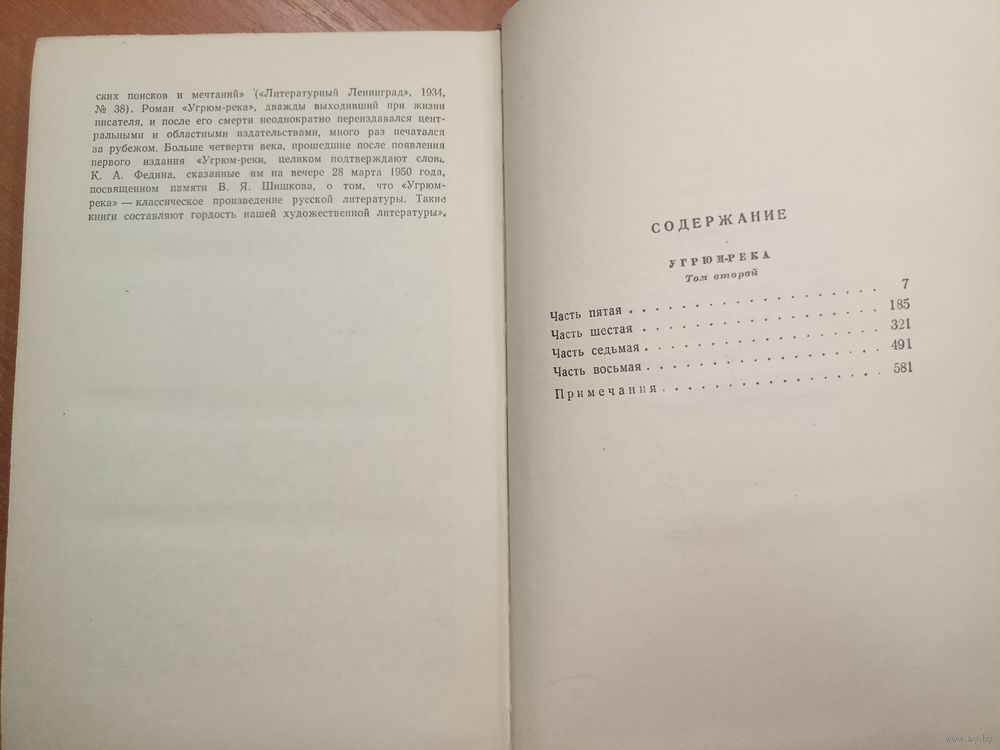 ских поисков и мечтаний» («Литературный Ленинград», 1934,
№ 38). Роман «Угрюм-река», дважды выходивший при жизни
писателя, и после его смерти неоднократно переиздавался цент-
ральными и областными издательствами, много раз печатался
за рубежом. Больше четверти века, прошедшие после появления
первого издания «Угрюм-реки, целиком подтверждают слова
К. А. Федина, сказанные им на вечере 28 марта 1950 года,
посвященном памяти В. Я. Шишкова, о том, что «Угрюм-
река» — классическое произведение русской литературы. Такие
книги составляют гордость нашей художественной литературы».
СОДЕРЖАНИЕ
УГРЮМ-РЕКА
Том второй
Часть пятая . . . . . . . . . . . . . . . . 7
Часть шестая . . . . . . . . . . . . . . . 185
Часть седьмая . . . . . . . . . . . . . . . 321
Часть восьмая . . . . . . . . . . . . . . . 491
Примечания . . . . . . . . . . . . . . 581
www.ay.by